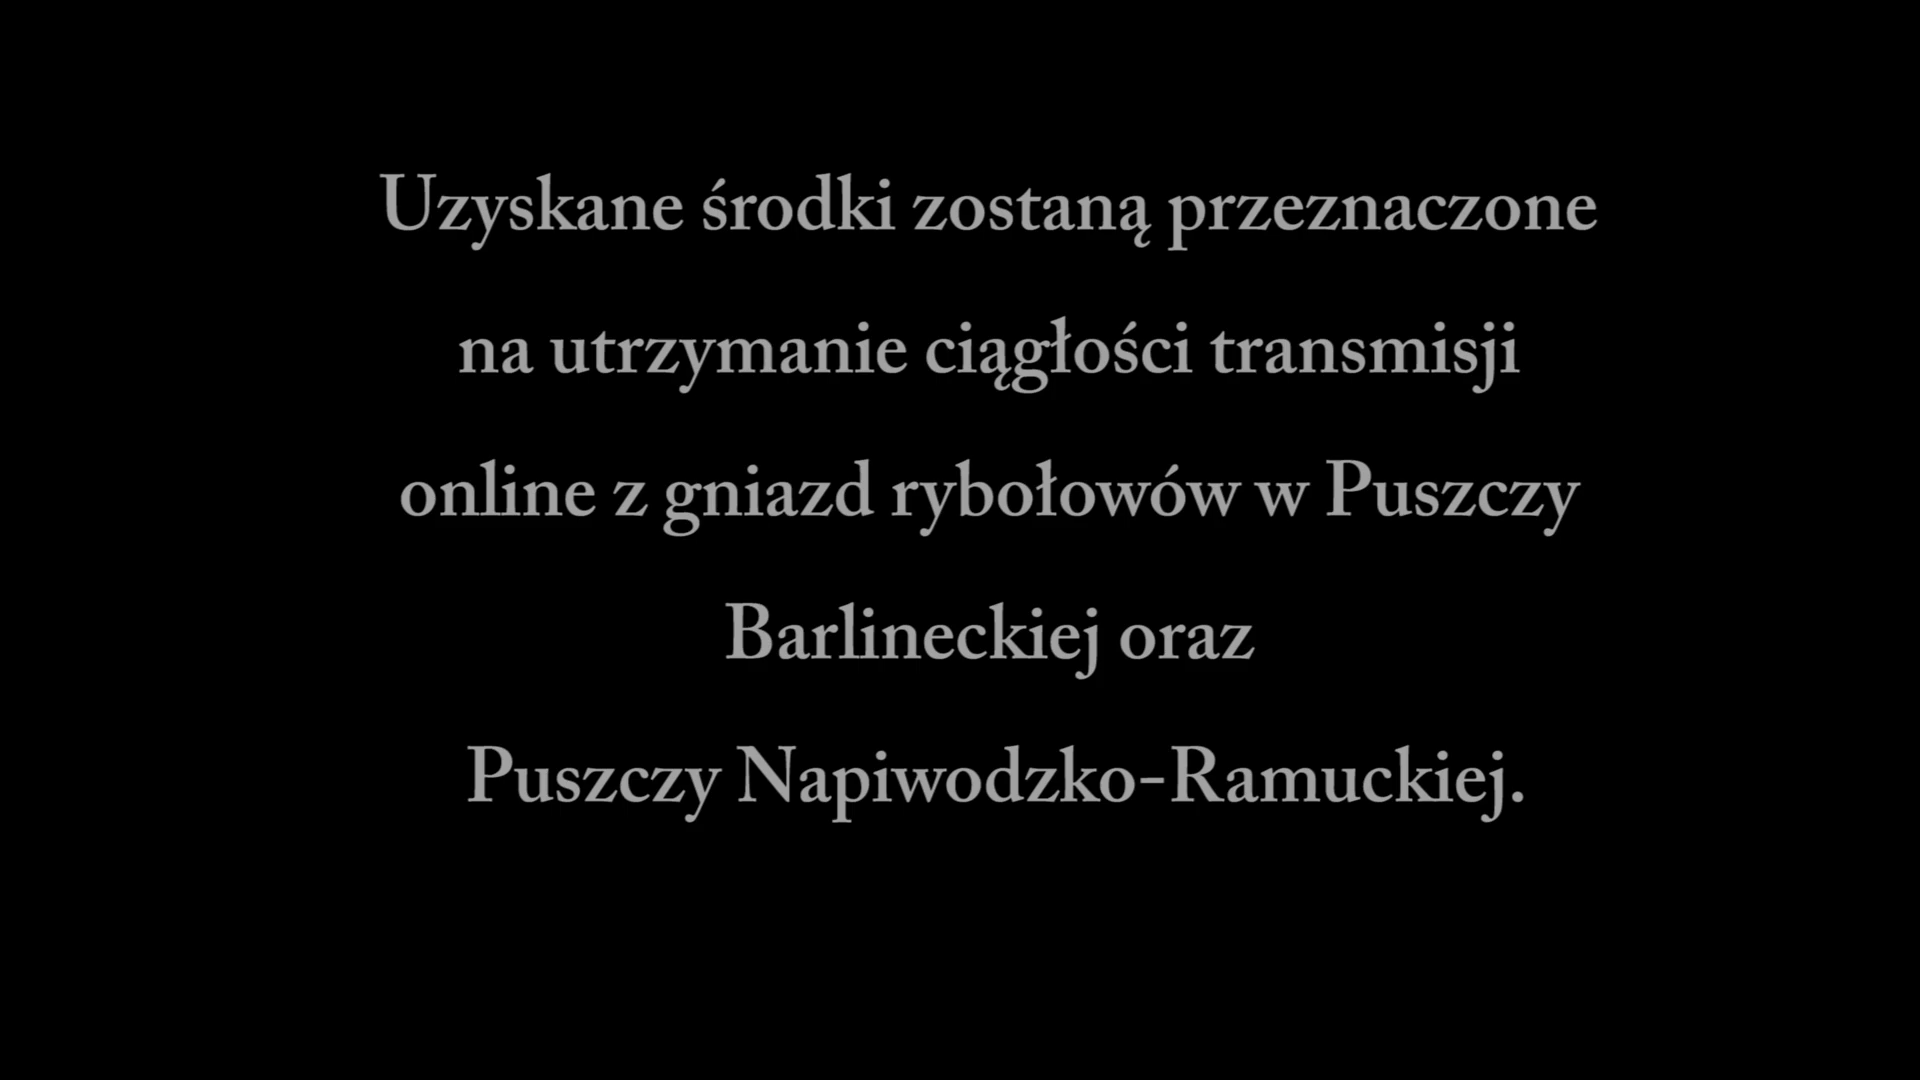 Uzyskane środki zostaną przeznaczone
na utrzymanie ciągłości transmisji
online z gniazd rybołowów w Puszczy
Barlineckiej oraz
Puszczy Napiwodzko-Ramuckiej.